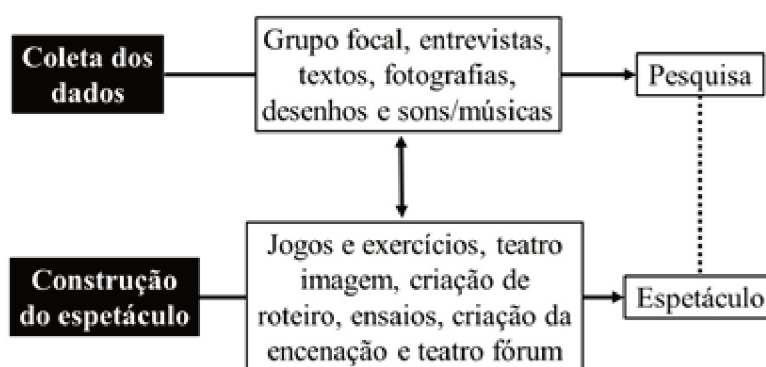 Coleta dos
dados
Grupo focal, entrevistas,
textos, fotografias,
desenhos e sons/músicas
Pesquisa
Construção
do espetáculo
Jogos e exercícios, teatro
imagem, criação de
roteiro, ensaios, criação da
encenação e teatro fórum
Espetáculo